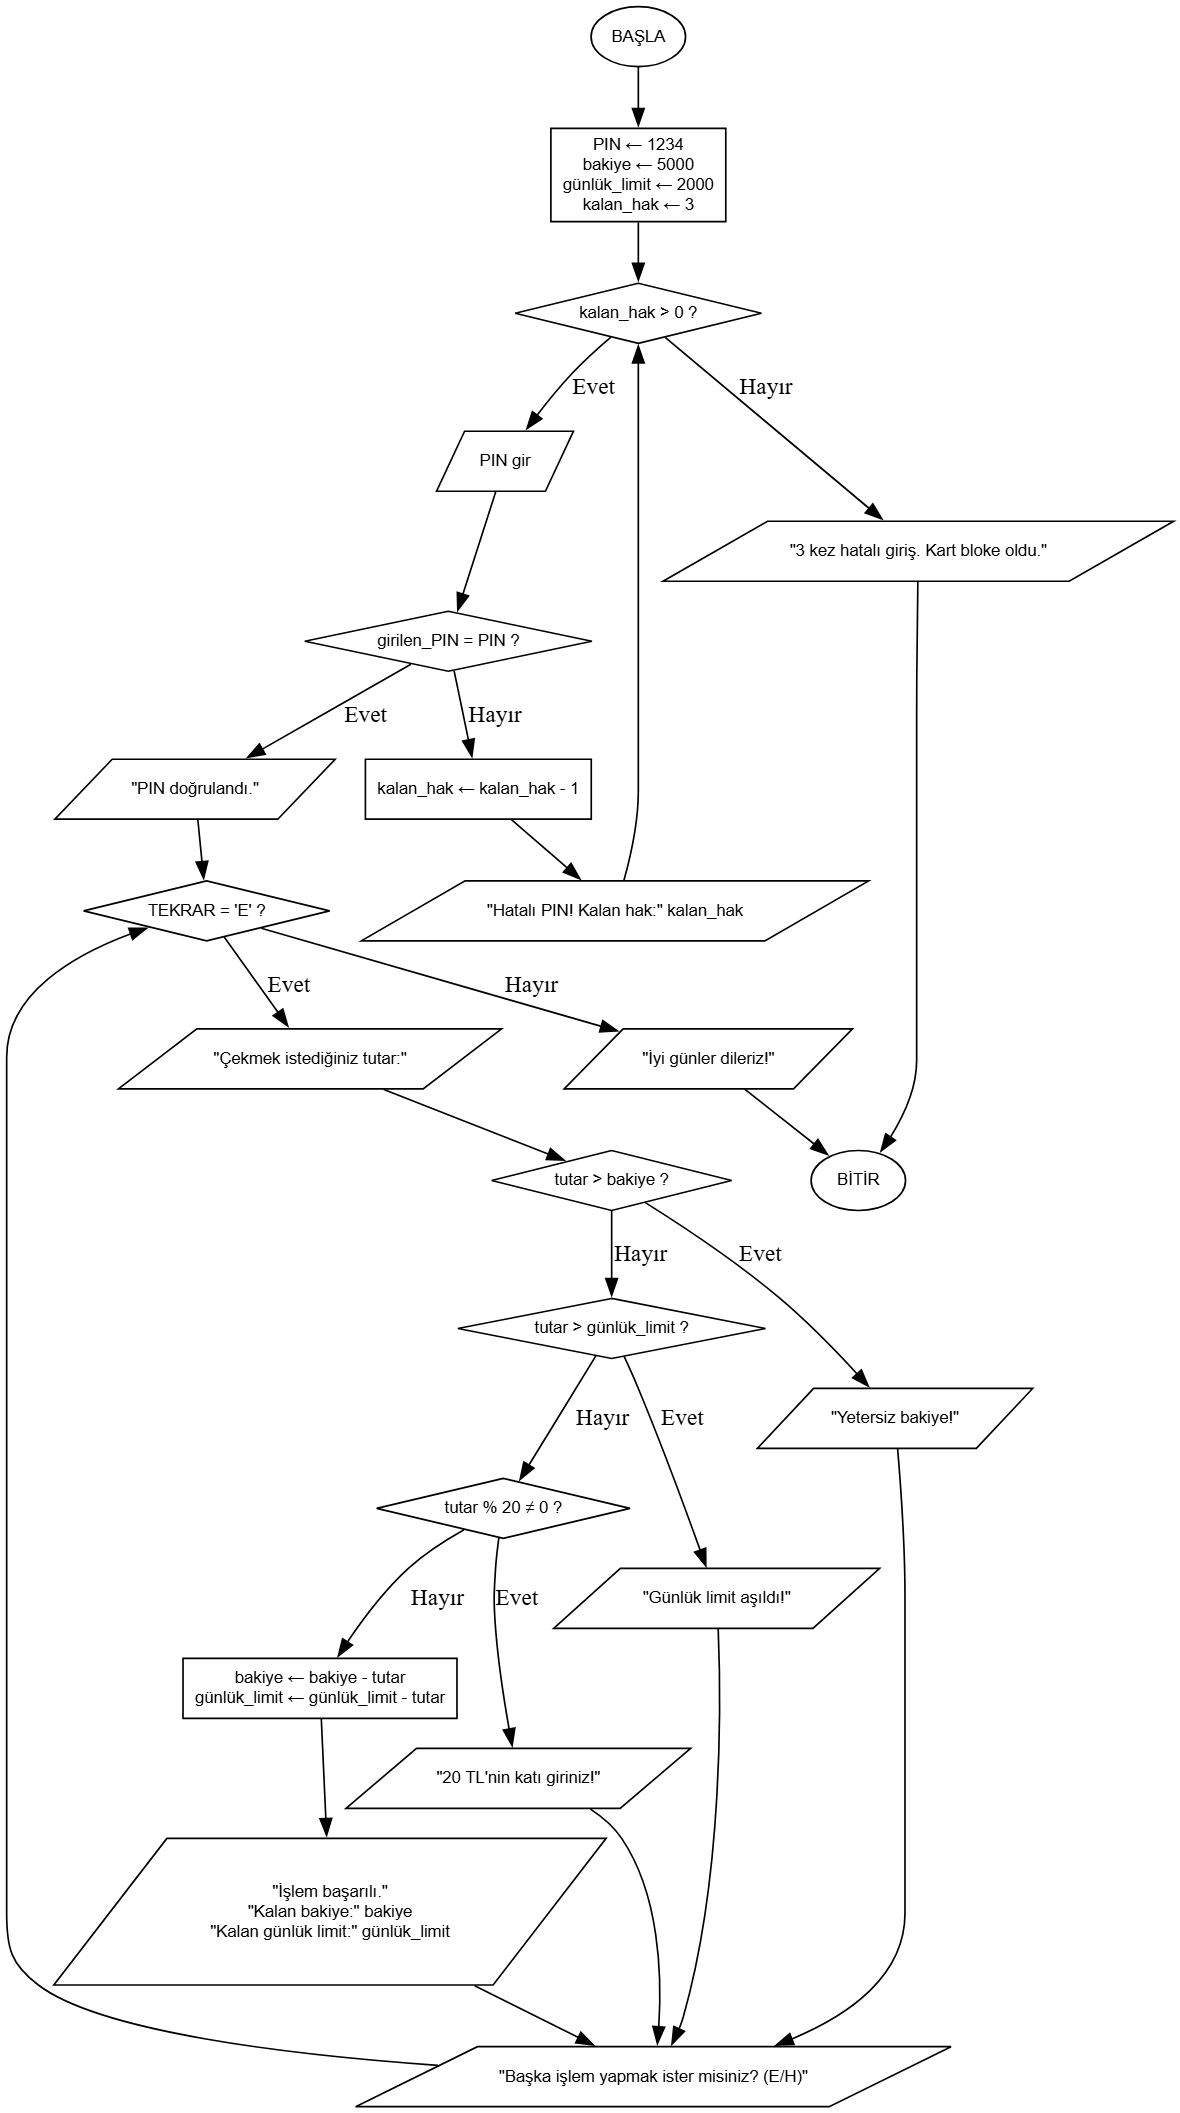 BAŞLA
PIN ← 1234
bakiye ← 5000
günlük_limit ← 2000
kalan_hak ← 3
kalan_hak > 0 ?
Evet
Hayır
PIN gir
"3 kez hatalı giriş. Kart bloke oldu."
girilen_PIN = PIN ?
Evet
Hayır
"PIN doğrulandı."
kalan_hak ← kalan_hak - 1
TEKRAR = 'E' ?
"Hatalı PIN! Kalan hak:" kalan_hak
Evet
Hayır
"Çekmek istediğiniz tutar:"
"İyi günler dileriz!"
tutar > bakiye ?
BİTİR
Hayır
Evet
tutar > günlük_limit ?
Hayır
Evet
"Yetersiz bakiye!"
tutar % 20 ≠ 0 ?
Hayır
Evet
"Günlük limit aşıldı!"
bakiye ← bakiye - tutar
günlük_limit ← günlük_limit - tutar
"20 TL'nin katı giriniz!"
"İşlem başarılı."
"Kalan bakiye:" bakiye
"Kalan günlük limit:" günlük_limit
"Başka işlem yapmak ister misiniz? (E/H)"